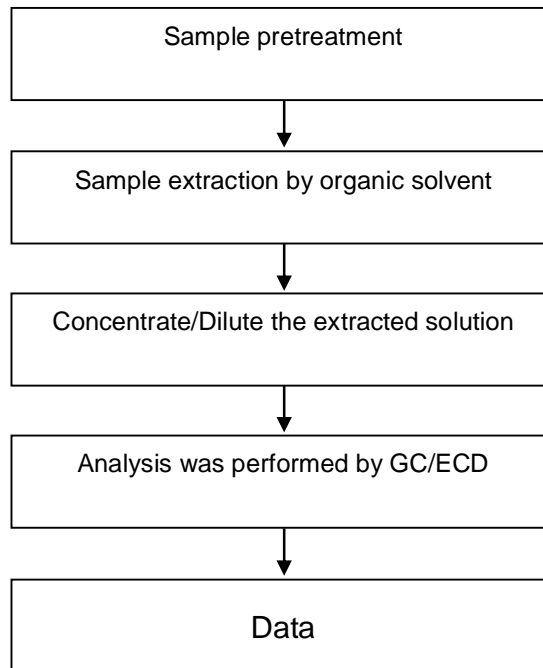 Sample pretreatment
Sample extraction by organic solvent
Concentrate/Dilute the extracted solution
Analysis was performed by GC/ECD
Data